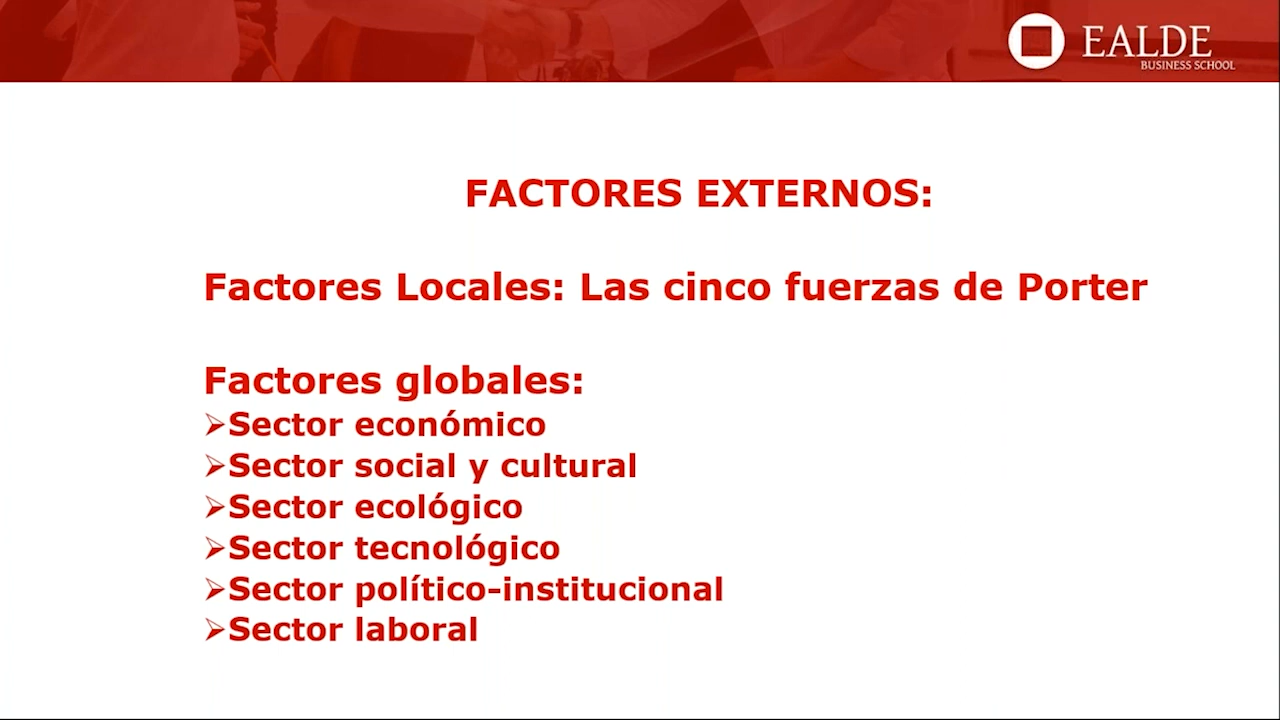 EALDE
BUSINESS SCHOOL
FACTORES EXTERNOS:
Factores Locales: Las cinco fuerzas de Porter
Factores globales:
➢Sector económico
➢Sector social y cultural
➢Sector ecológico
➢Sector tecnológico
➢Sector político-institucional
➢Sector laboral